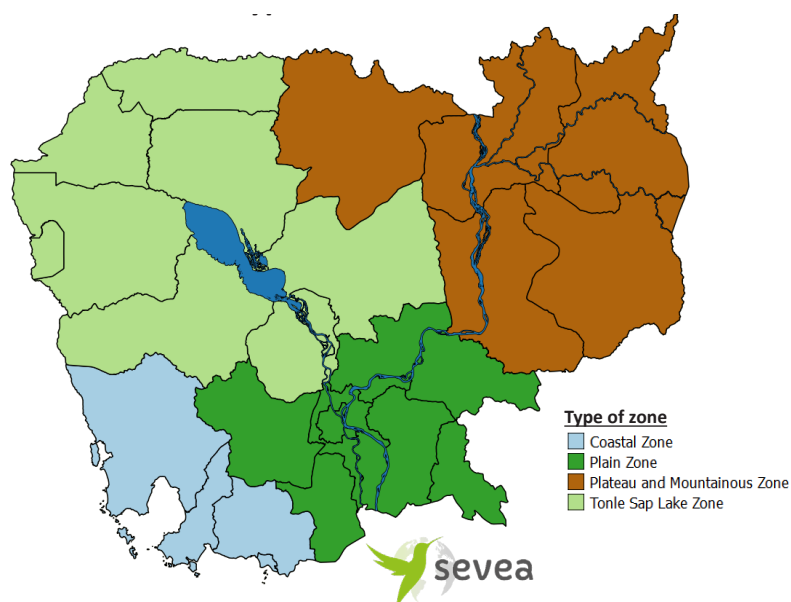 Type of zone
Coastal Zone
Plain Zone
Plateau and Mountainous Zone
Tonle Sap Lake Zone
sevea